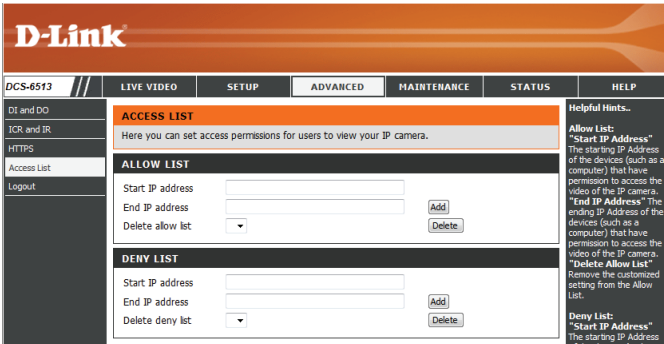 D-Link
DCS-6513
LIVE VIDEO
SETUP
ADVANCED
MAINTENANCE
STATUS
HELP
DI and DO
ICR and IR
HTTPS
Access List
Logout
ACCESS LIST
Here you can set access permissions for users to view your IP camera.
ALLOW LIST
Start IP address
End IP address
Add
Delete allow list
Delete
DENY LIST
Start IP address
End IP address
Add
Delete deny list
Delete
Helpful Hints..
Allow List:
"Start IP Address"
The starting IP Address
of the devices (such as a
computer) that have
permission to access the
video of the IP camera.
"End IP Address" The
ending IP Address of the
devices (such as a
computer) that have
permission to access the
video of the IP camera.
"Delete Allow List"
Remove the customized
setting from the Allow
List.
Deny List:
"Start IP Address"
The starting IP Address